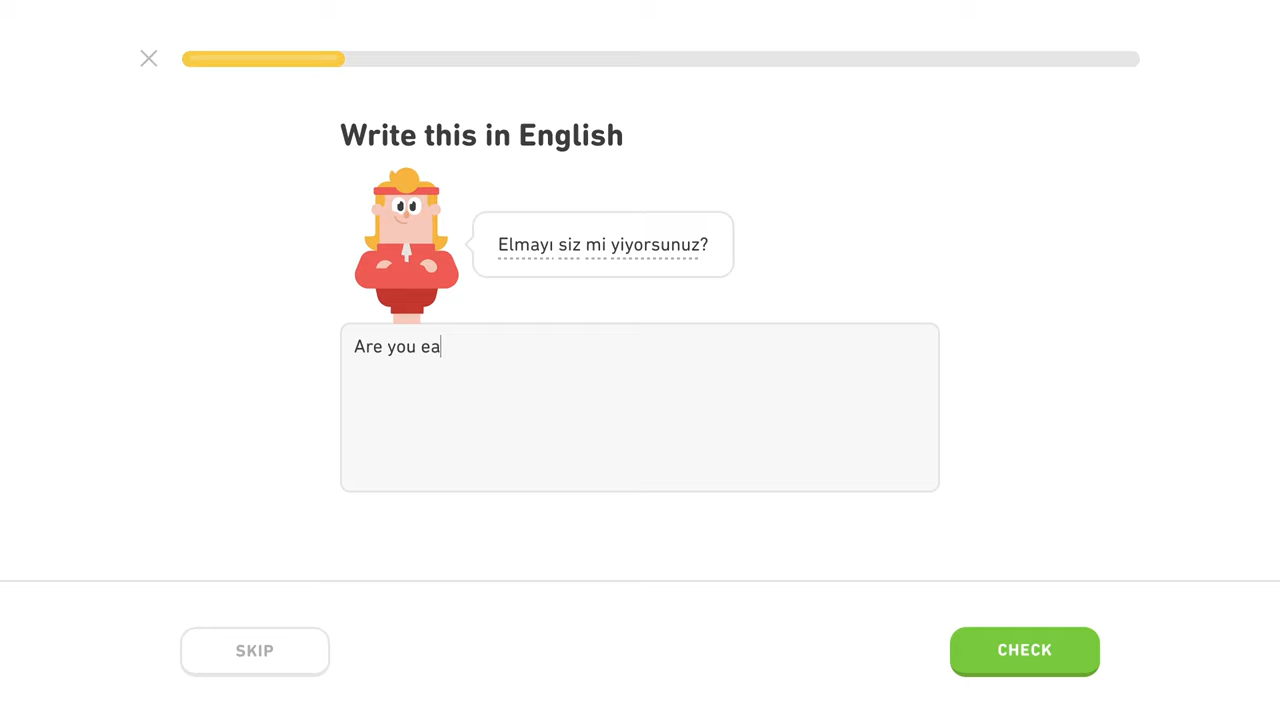 Write this in English
Elmayı siz mi yiyorsunuz?
Are you ea
SKIP
CHECK